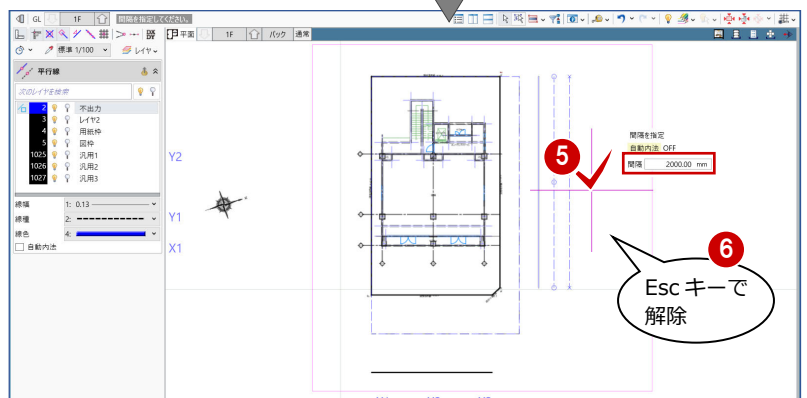 GL 1F 間隔を指定してください。
平面 1F バック 通常
標準 1/100 レイヤ
平行線
次のレイヤを検索
2 不出力
3 レイヤ2
4 用紙枠
5 図枠
1025 汎用1
1026 汎用2
1027 汎用3
線幅 1: 0.13
線種 2:
線色 4:
自動内法
Y2
Y1
X1
5
間隔を指定
自動内法 OFF
間隔 2000.00 mm
6
Esc キーで
解除